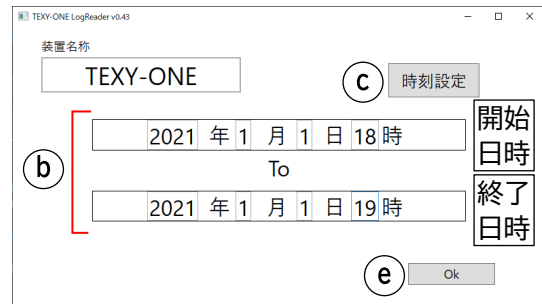 TEXY-ONE LogReader v0.43
装置名称
TEXY-ONE
c 時刻設定
開始
日時
2021 年 1 月 1 日 18 時
b
To
終了
日時
2021 年 1 月 1 日 19 時
e Ok